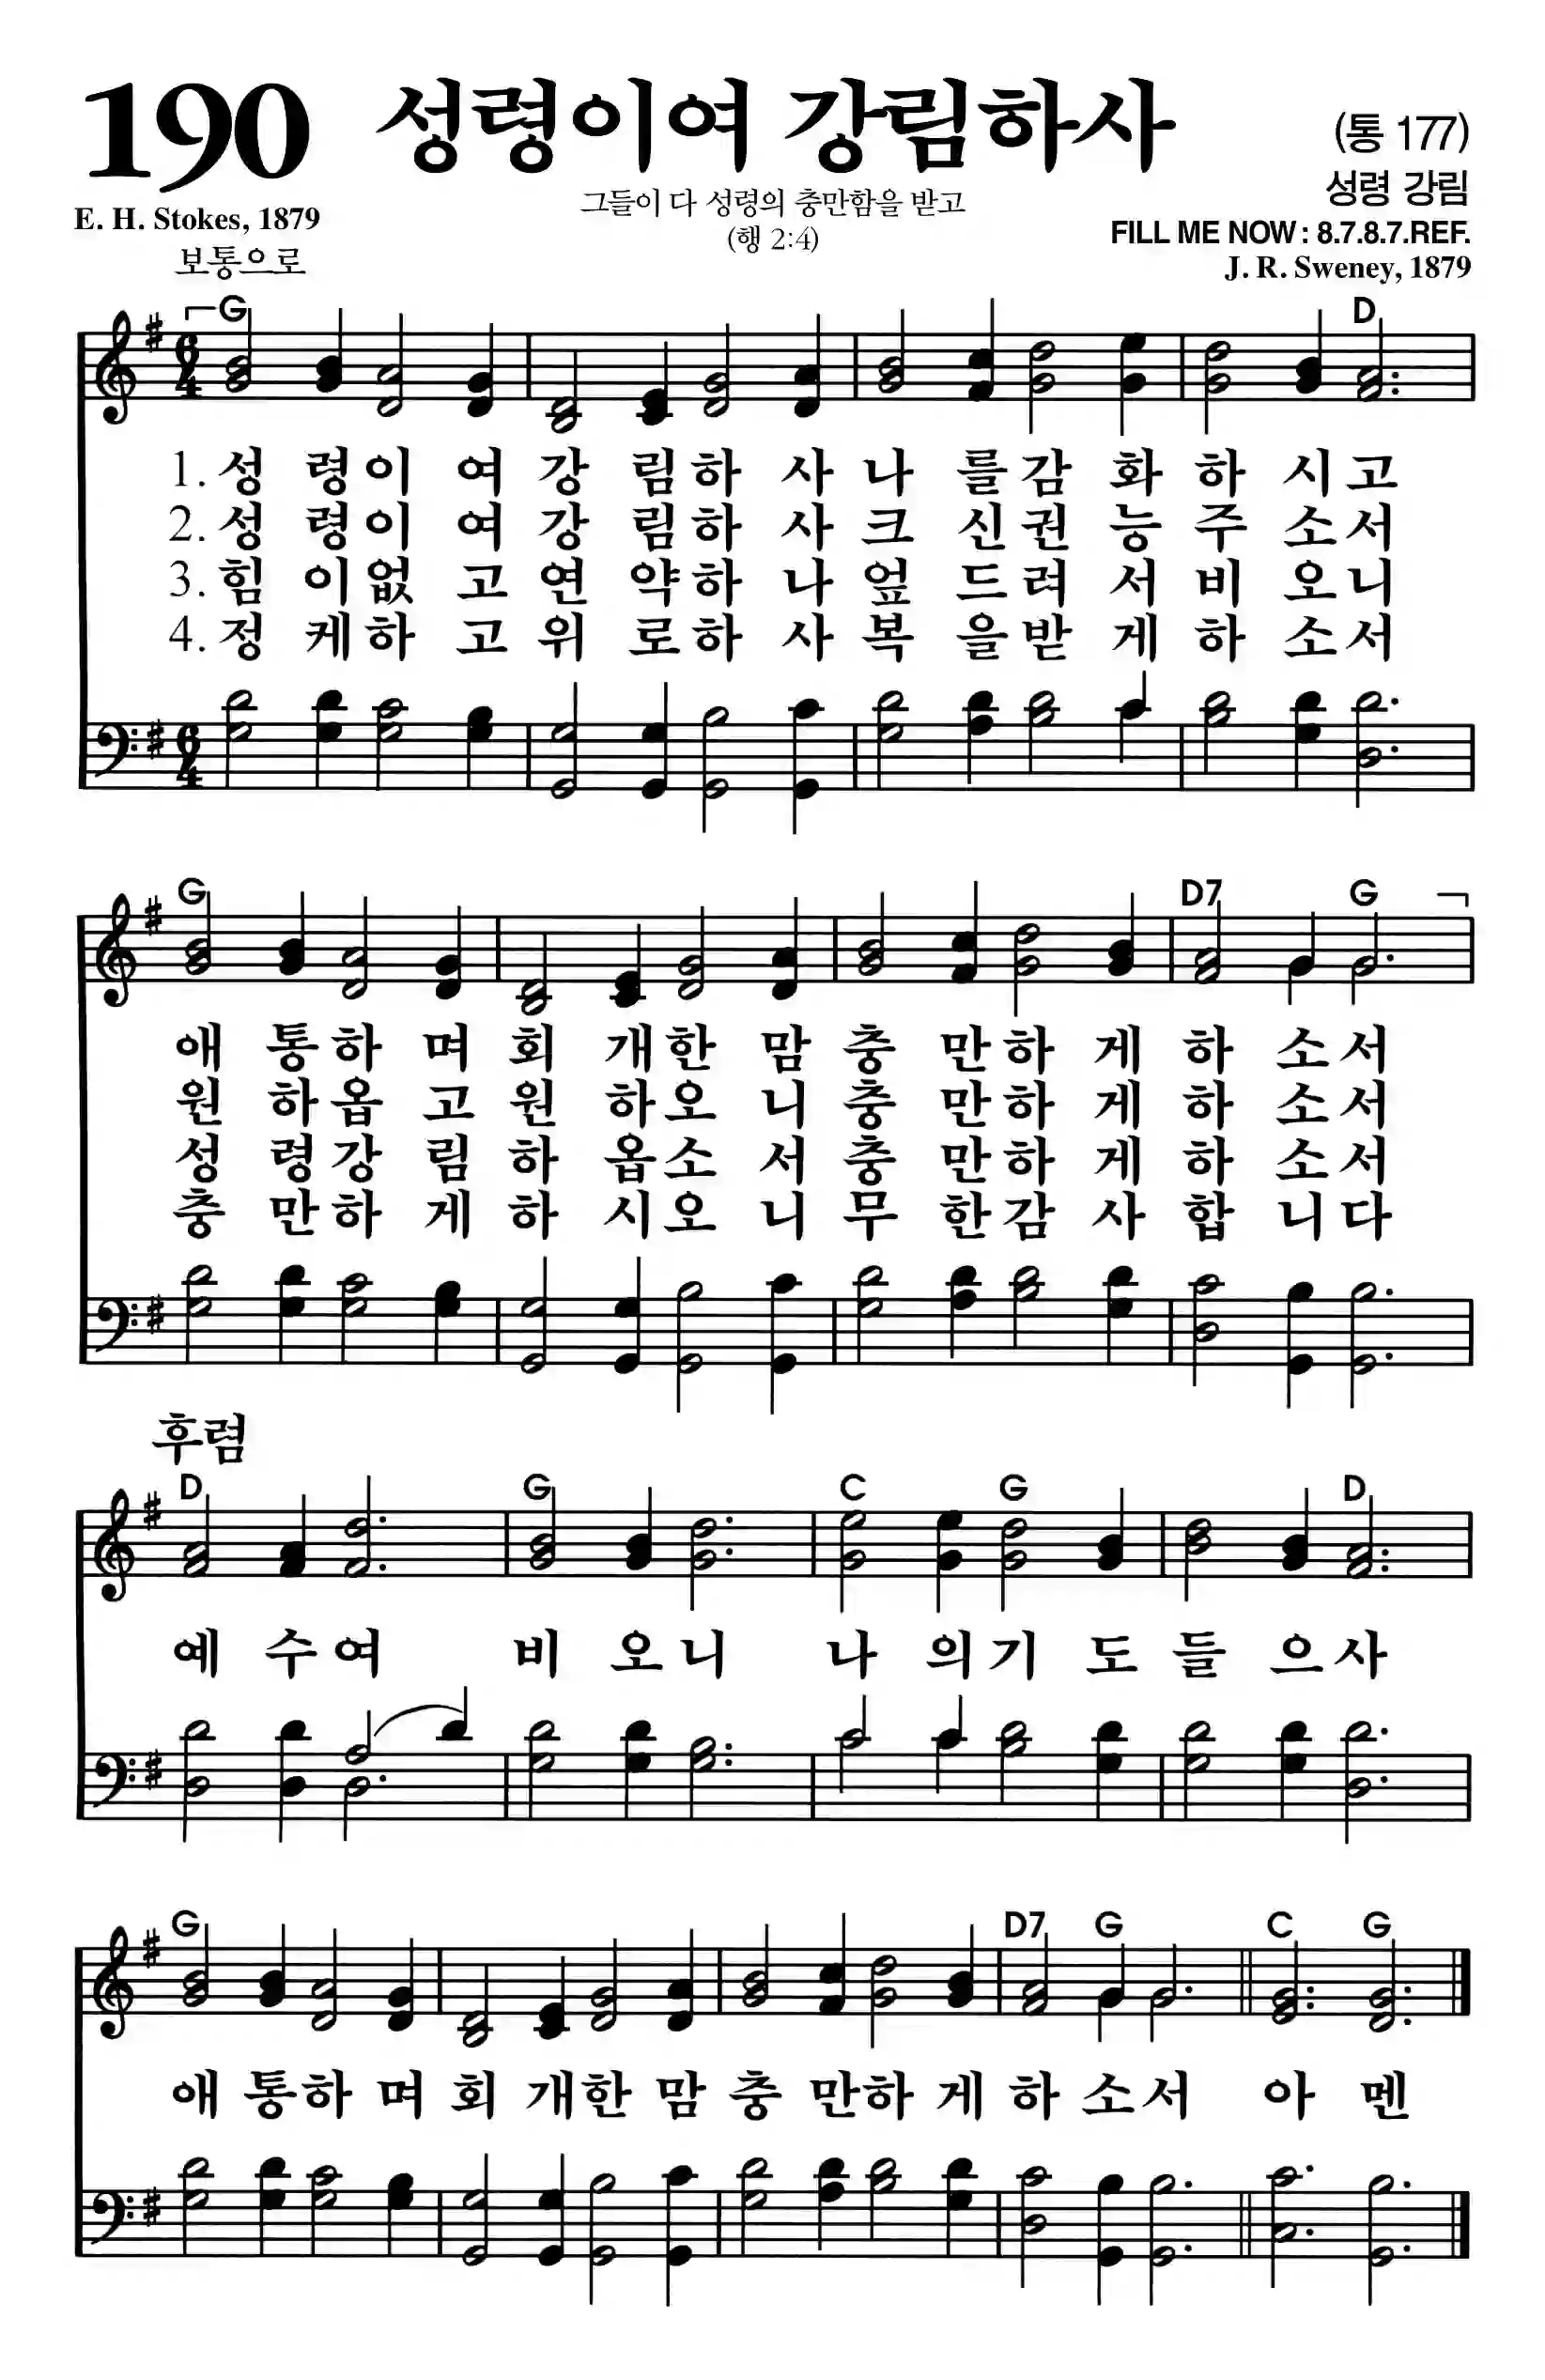 190 성령이여 강림하사 (통 177)
성령 강림
그들이 다 성령의 충만함을 받고
(행 2:4)
E. H. Stokes, 1879
FILL ME NOW : 8.7.8.7.REF.
보통으로
J. R. Sweney, 1879
G D
6 4
1. 성 령이 여 강 림하 사 나 를감 화 하 시고
2. 성 령이 여 강 림하 사 크 신권 능 주 소서
3. 힘 이없 고 연 약하 나 엎 드려 서 비 오니
4. 정 케하 고 위 로하 사 복 을받 게 하 소서
6 4
G D7 G
애 통하 며 회 개한 맘 충 만하 게 하 소서
원 하옵 고 원 하오 니 충 만하 게 하 소서
성 령강 림 하 옵소 서 충 만하 게 하 소서
충 만하 게 하 시오 니 무 한감 사 합 니다
후렴
D G C G D
예 수여 비 오니 나 의기 도 들 으사
G D7 G C G
애 통하 며 회 개한 맘 충 만하 게 하 소서 아 멘